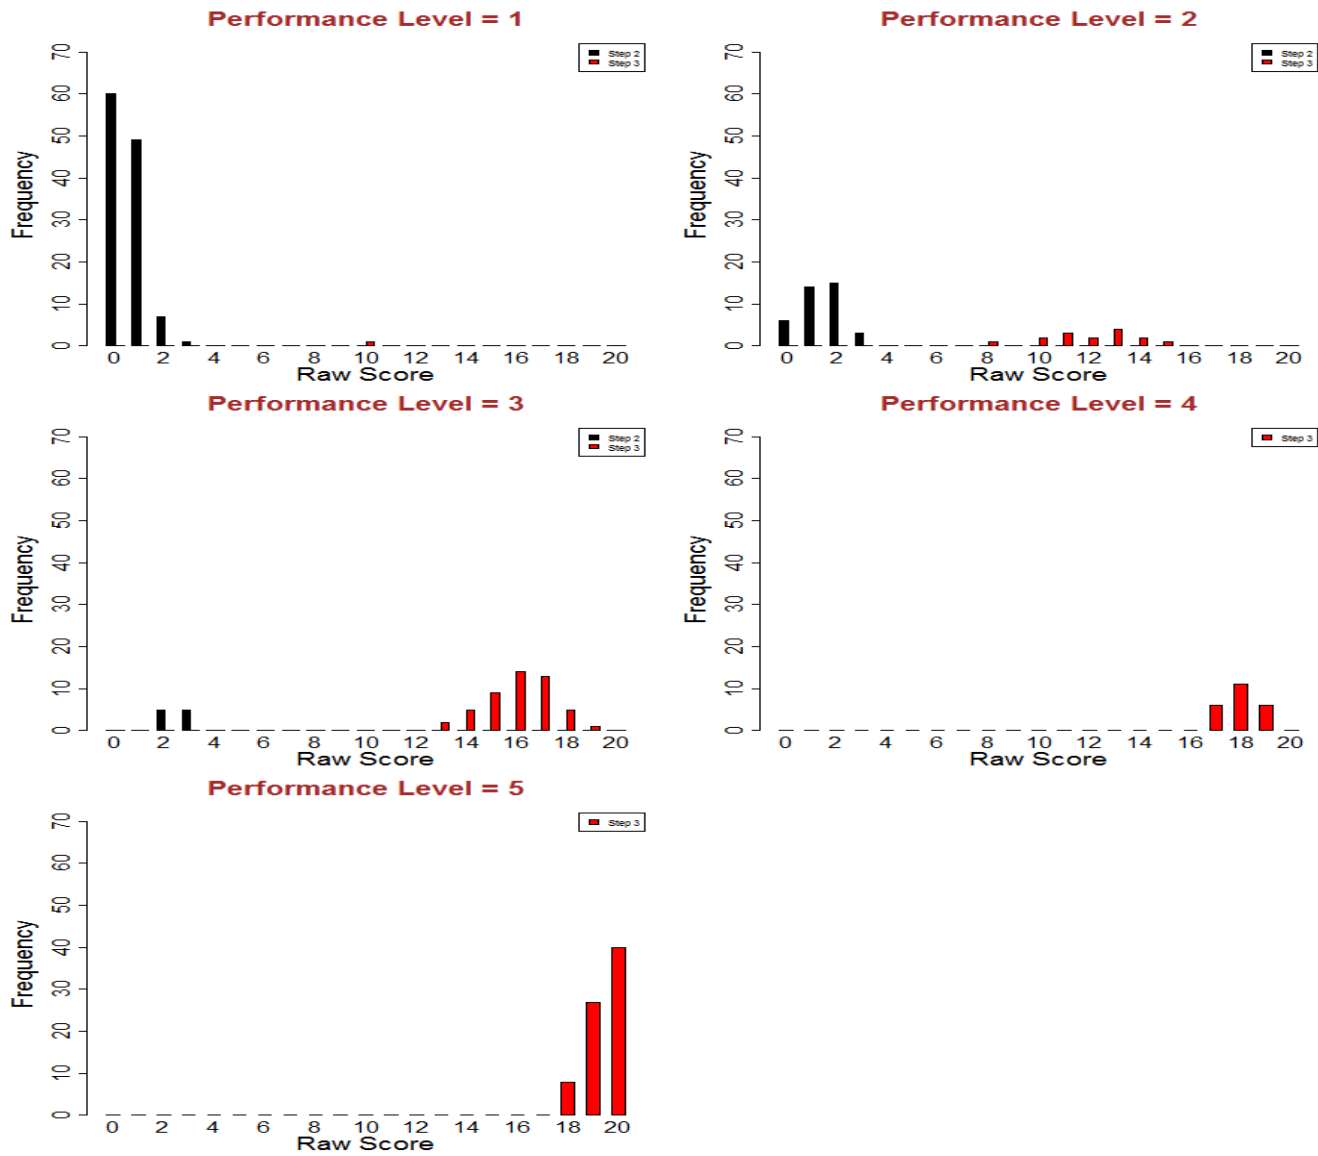 Performance Level = 1
Step 2
Step 3
Frequency
70
60
50
40
30
20
10
0
0 2 4 6 8 10 12 14 16 18 20
Raw Score
Performance Level = 2
Step 2
Step 3
Frequency
70
60
50
40
30
20
10
0
0 2 4 6 8 10 12 14 16 18 20
Raw Score
Performance Level = 3
Step 2
Step 3
Frequency
70
60
50
40
30
20
10
0
0 2 4 6 8 10 12 14 16 18 20
Raw Score
Performance Level = 4
Step 3
Frequency
70
60
50
40
30
20
10
0
0 2 4 6 8 10 12 14 16 18 20
Raw Score
Performance Level = 5
Step 3
Frequency
70
60
50
40
30
20
10
0
0 2 4 6 8 10 12 14 16 18 20
Raw Score